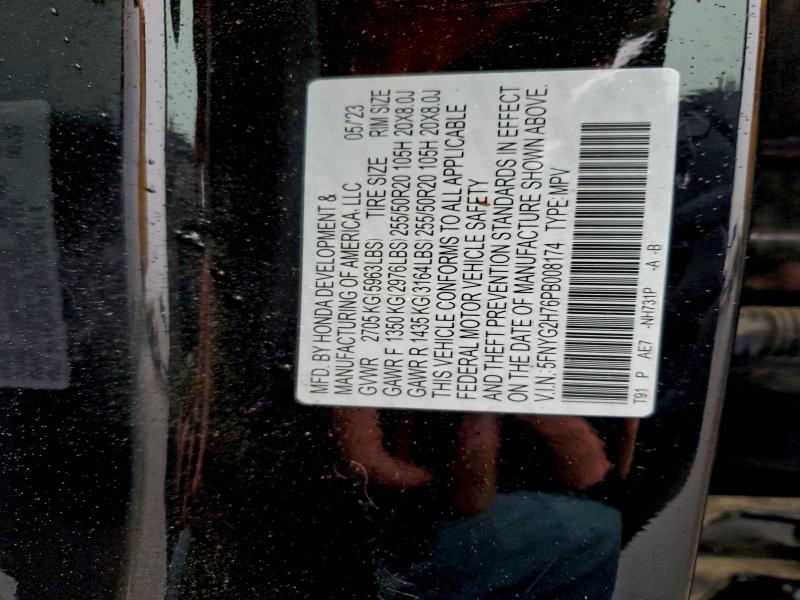 MFD. BY HONDA DEVELOPMENT &
MANUFACTURING OF AMERICA, LLC 05/'23
GVWR 2705 KG(5963LBS) TIRE SIZE RIM SIZE
GAWR F 1350 KG(2976LBS)255/50R20 105H 20X8.0J
GAWR R 1435 KG(3164LBS)255/50R20 105H 20X8.0J
THIS VEHICLE CONFORMS TO ALL APPLICABLE
FEDERAL MOTOR VEHICLE SAFETY
AND THEFT PREVENTION STANDARDS IN EFFECT
ON THE DATE OF MANUFACTURE SHOWN ABOVE.
V.I.N: 5FNYG2H76PB008174 TYPE:MPV
T91 P AE7 -NH731P -A -B